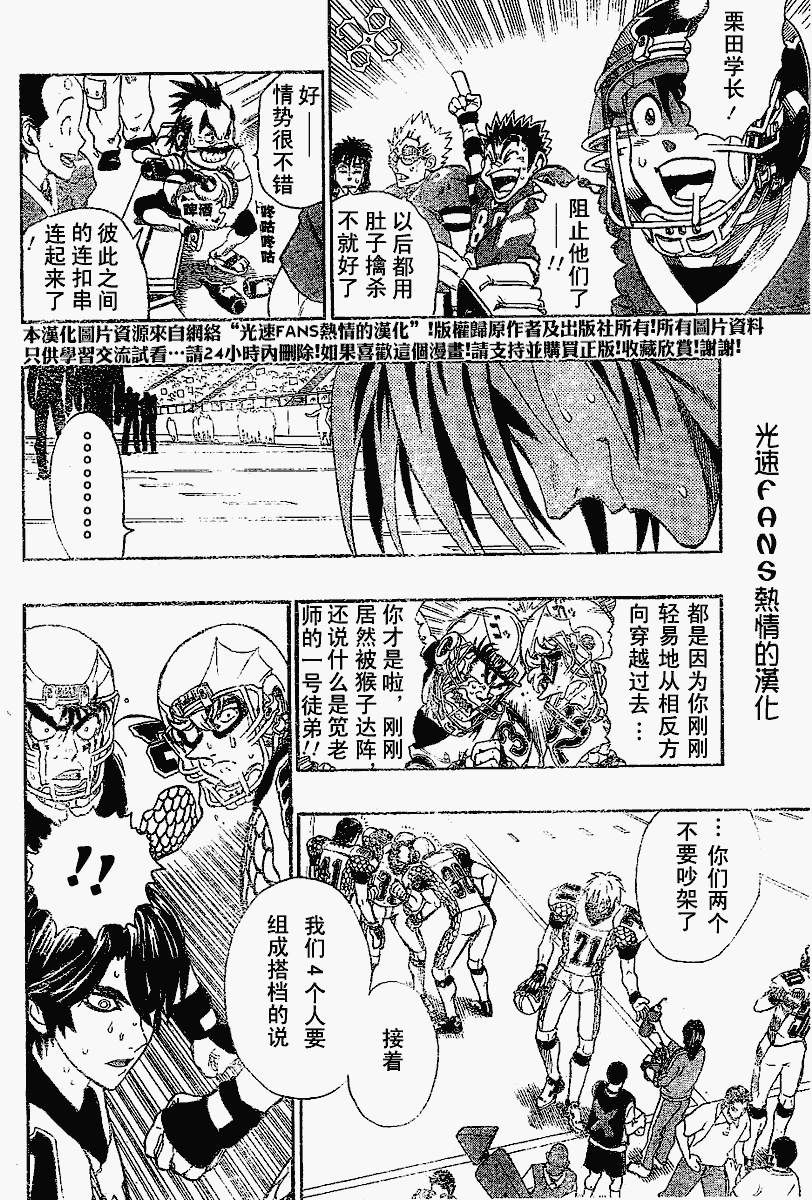 栗田学长！
阻止他们了
——!!
以后都用
肚子擒杀
不就好了
好——
情势很不错
啤酒
咚咕咚咕
彼此之间
的连扣串
连起来了
！
本漢化圖片資源來自網絡“光速FANS熱情的漢化”!版權歸原作者及出版社所有!所有圖片資料
只供學習交流試看…請24小時內刪除!如果喜歡這個漫畫!請支持並購買正版!收藏欣賞!謝謝!
光速FANS熱情的漢化
。。。。。。。。。
都是因为你刚刚
轻易地从相反方
向穿越过去…
你才是啦，刚刚
居然被猴子达阵，
还说什么是笕老
师的一号徒弟!!
…你们两个
不要吵架了
71
41
接着
我们4个人要
组成搭档的说
!!